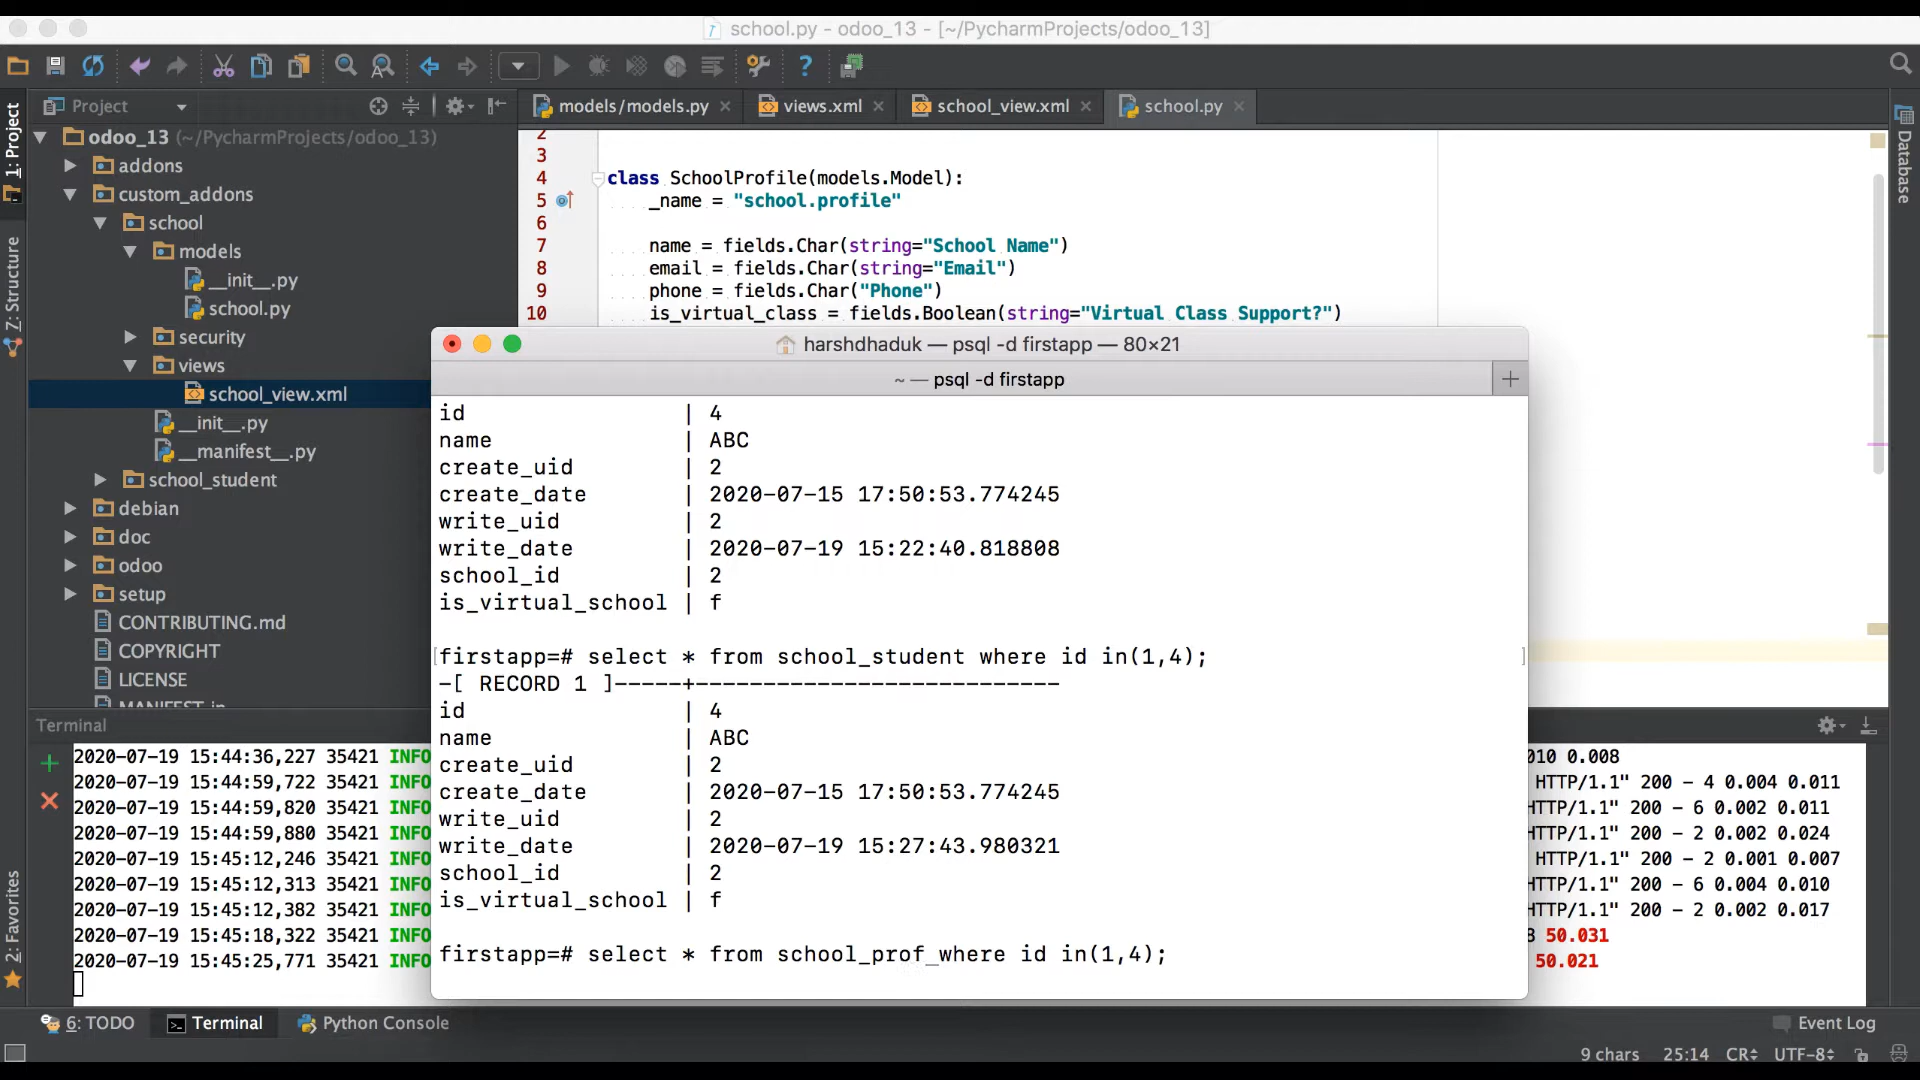 school.py - odoo_13 - [~/PycharmProjects/odoo_13]
Project
models/models.py
views.xml
school_view.xml
school.py
1: Project
Z: Structure
2: Favorites
Database
odoo_13 (~/PycharmProjects/odoo_13)
addons
custom_addons
school
models
__init__.py
school.py
security
views
school_view.xml
__init__.py
__manifest__.py
school_student
debian
doc
odoo
setup
CONTRIBUTING.md
COPYRIGHT
LICENSE
MANIFEST.in
2
3
4 class SchoolProfile(models.Model):
5 _name = "school.profile"
6
7 name = fields.Char(string="School Name")
8 email = fields.Char(string="Email")
9 phone = fields.Char("Phone")
10 is_virtual_class = fields.Boolean(string="Virtual Class Support?")
harshdhaduk — psql -d firstapp — 80×21
~ — psql -d firstapp
id | 4
name | ABC
create_uid | 2
create_date | 2020-07-15 17:50:53.774245
write_uid | 2
write_date | 2020-07-19 15:22:40.818808
school_id | 2
is_virtual_school | f
[firstapp=# select * from school_student where id in(1,4); ]
-[ RECORD 1 ]-----+---------------------------
id | 4
name | ABC
create_uid | 2
create_date | 2020-07-15 17:50:53.774245
write_uid | 2
write_date | 2020-07-19 15:27:43.980321
school_id | 2
is_virtual_school | f
firstapp=# select * from school_prof_where id in(1,4);
Terminal
2020-07-19 15:44:36,227 35421 INFO 010 0.008
2020-07-19 15:44:59,722 35421 INFO HTTP/1.1" 200 - 4 0.004 0.011
2020-07-19 15:44:59,820 35421 INFO HTTP/1.1" 200 - 6 0.002 0.011
2020-07-19 15:44:59,880 35421 INFO HTTP/1.1" 200 - 2 0.002 0.024
2020-07-19 15:45:12,246 35421 INFO HTTP/1.1" 200 - 2 0.001 0.007
2020-07-19 15:45:12,313 35421 INFO HTTP/1.1" 200 - 6 0.004 0.010
2020-07-19 15:45:12,382 35421 INFO HTTP/1.1" 200 - 2 0.002 0.017
2020-07-19 15:45:18,322 35421 INFO 8 50.031
2020-07-19 15:45:25,771 35421 INFO 50.021
6: TODO
Terminal
Python Console
Event Log
9 chars 25:14 CR UTF-8